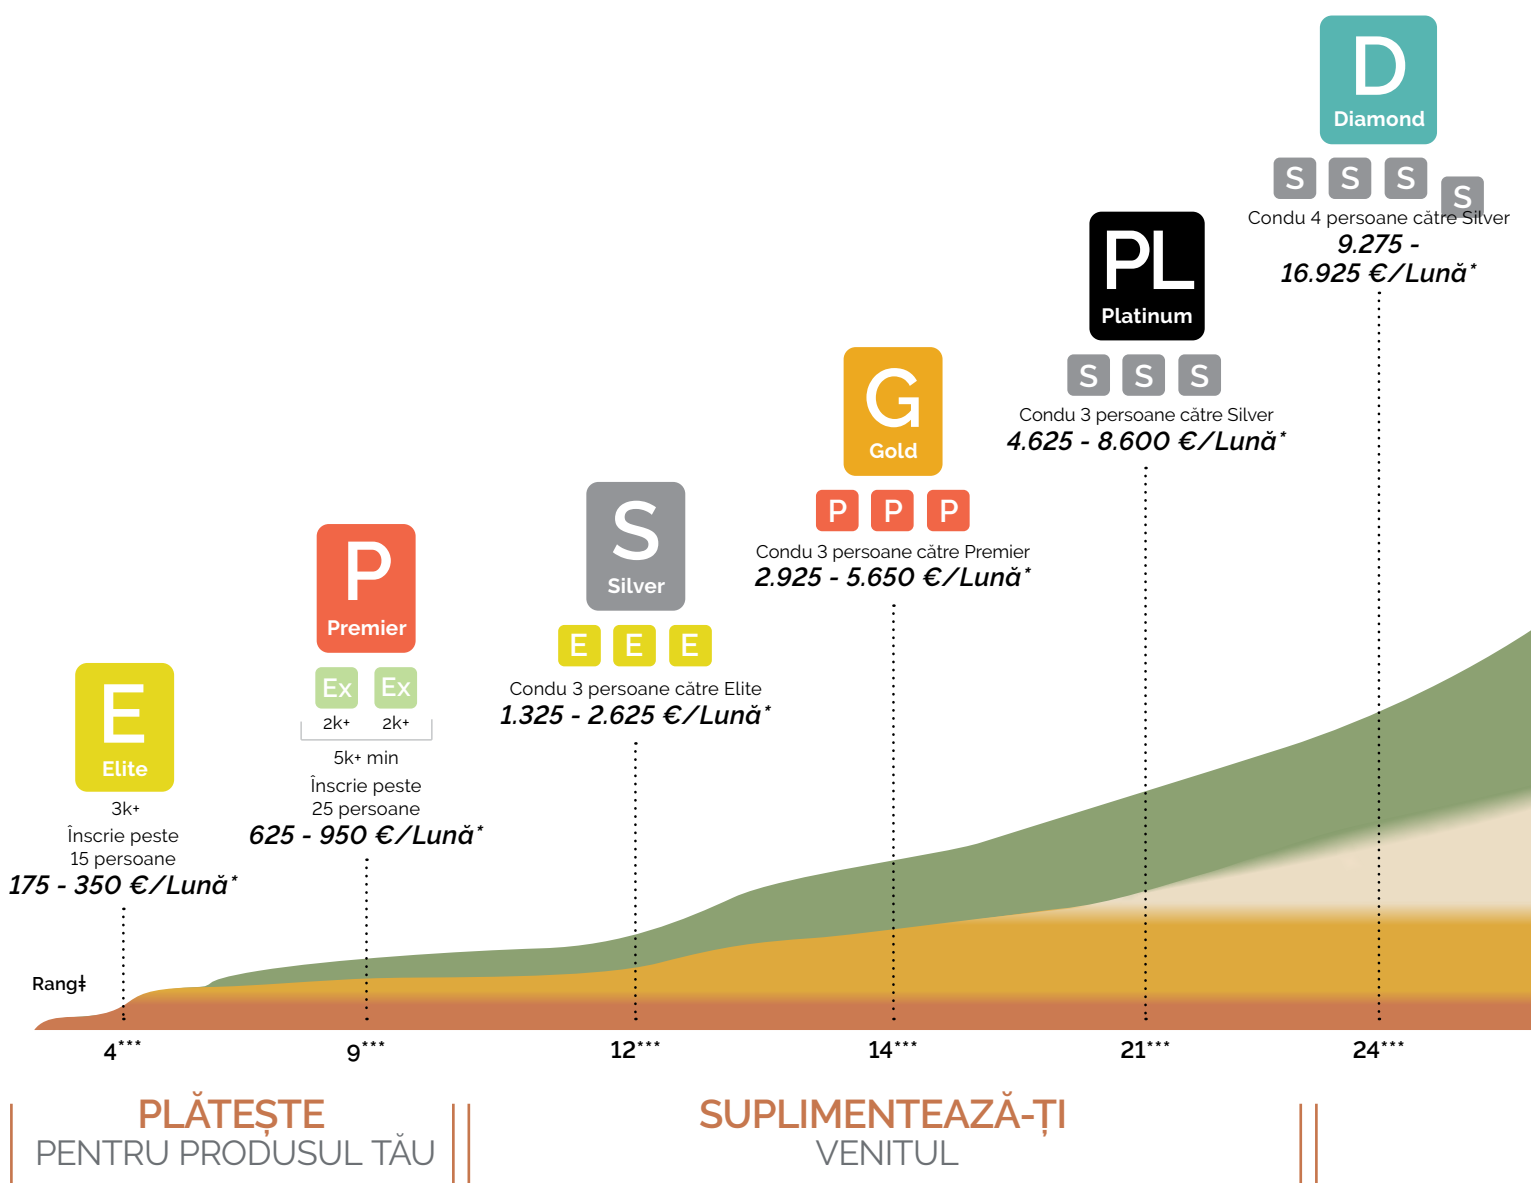 D
Diamond
S S S S
Condu 4 persoane către Silver
9.275 -
16.925 €/Lună*
PL
Platinum
S S S
Condu 3 persoane către Silver
4.625 - 8.600 €/Lună*
G
Gold
P P P
Condu 3 persoane către Premier
2.925 - 5.650 €/Lună*
S
Silver
E E E
Condu 3 persoane către Elite
1.325 - 2.625 €/Lună*
P
Premier
Ex Ex
2k+ 2k+
5k+ min
Înscrie peste
25 persoane
625 - 950 €/Lună*
E
Elite
3k+
Înscrie peste
15 persoane
175 - 350 €/Lună*
Rangǂ
4*** 9*** 12*** 14*** 21*** 24***
PLĂTEȘTE
PENTRU PRODUSUL TĂU
SUPLIMENTEAZĂ-ȚI
VENITUL